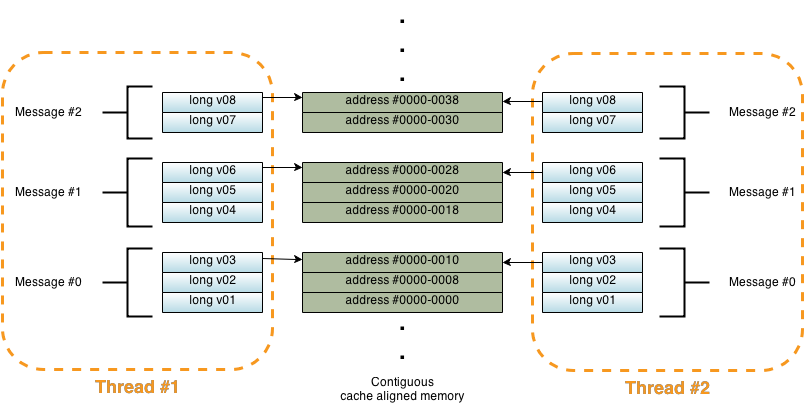 Message #2
long v08
long v07
address #0000-0038
address #0000-0030
long v08
long v07
Message #2
Message #1
long v06
long v05
long v04
address #0000-0028
address #0000-0020
address #0000-0018
long v06
long v05
long v04
Message #1
Message #0
long v03
long v02
long v01
address #0000-0010
address #0000-0008
address #0000-0000
long v03
long v02
long v01
Message #0
Thread #1
Contiguous
cache aligned memory
Thread #2